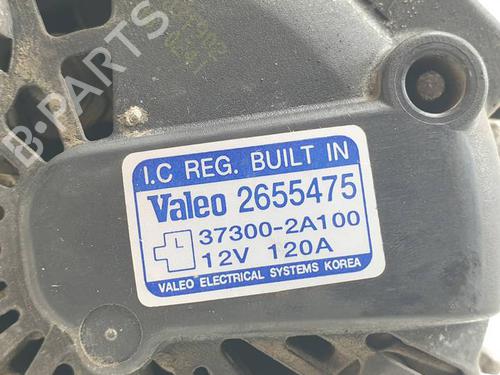 B-PARTS
I.C REG. BUILT IN
Valeo 2655475
37300-2A100
12V 120A
VALEO ELECTRICAL SYSTEMS KOREA